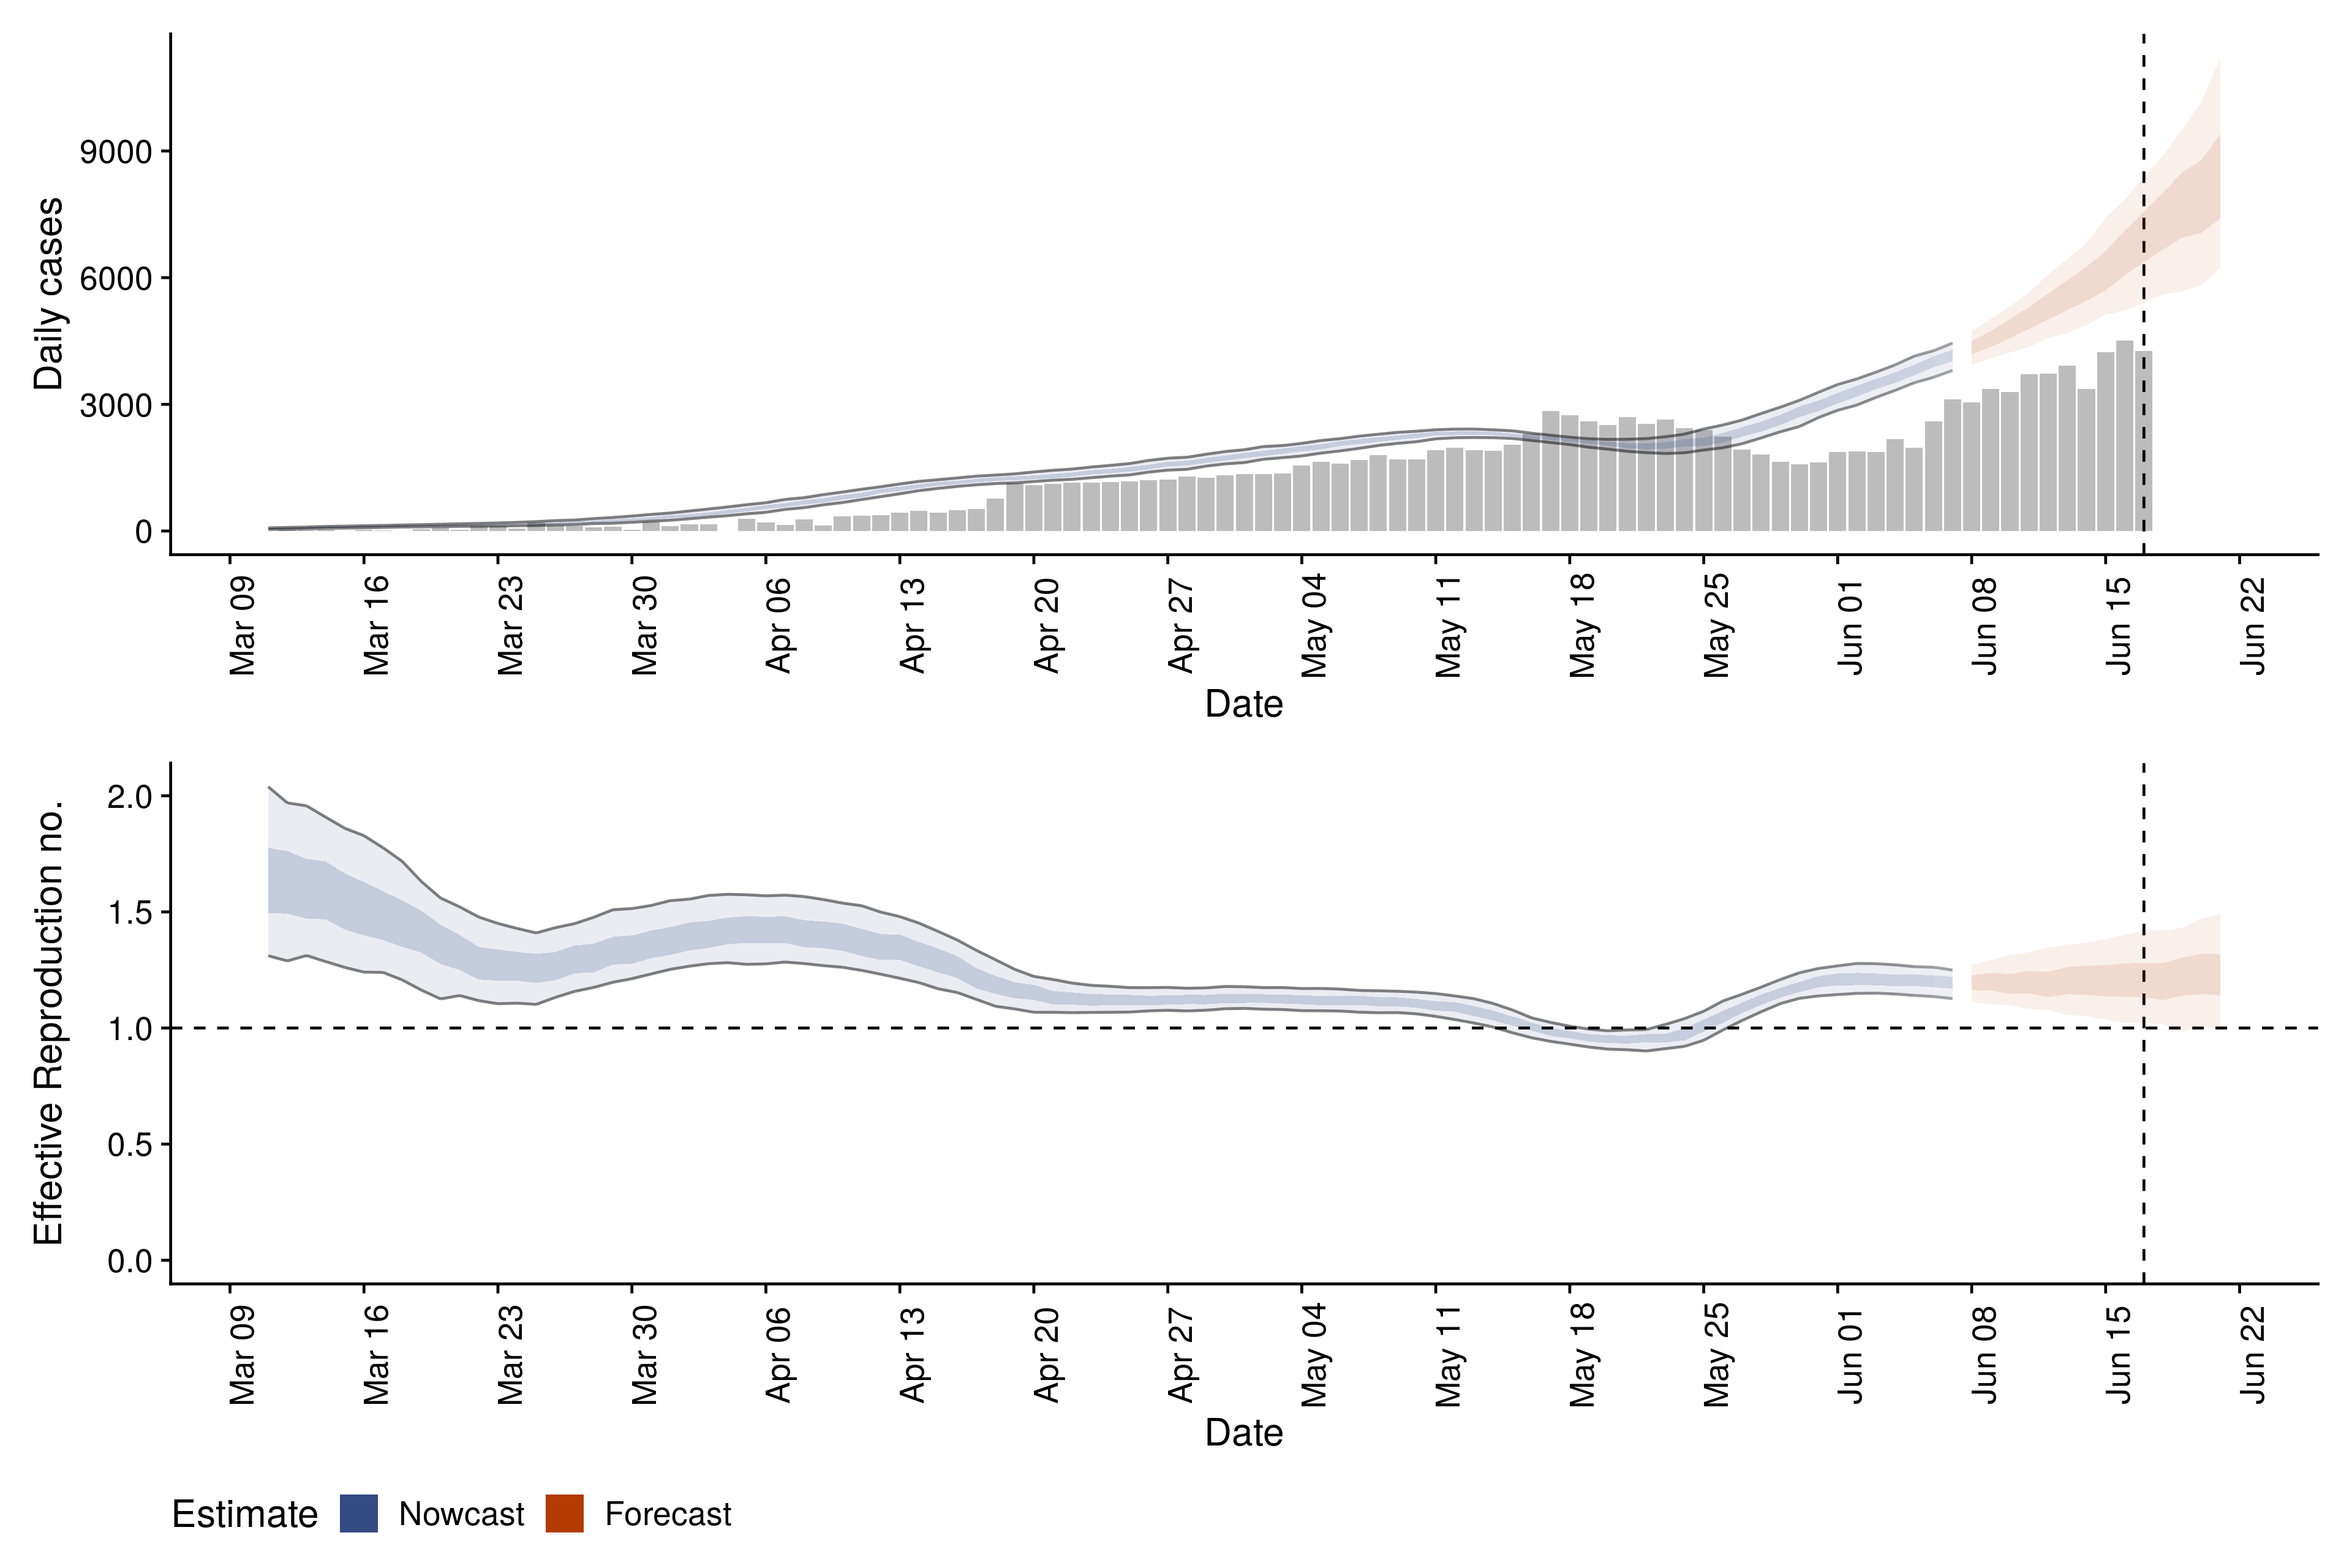 Daily cases
9000
6000
3000
0
Mar 09
Mar 16
Mar 23
Mar 30
Apr 06
Apr 13
Apr 20
Apr 27
May 04
May 11
May 18
May 25
Jun 01
Jun 08
Jun 15
Jun 22
Date
Effective Reproduction no.
2.0
1.5
1.0
0.5
0.0
Mar 09
Mar 16
Mar 23
Mar 30
Apr 06
Apr 13
Apr 20
Apr 27
May 04
May 11
May 18
May 25
Jun 01
Jun 08
Jun 15
Jun 22
Date
Estimate Nowcast Forecast